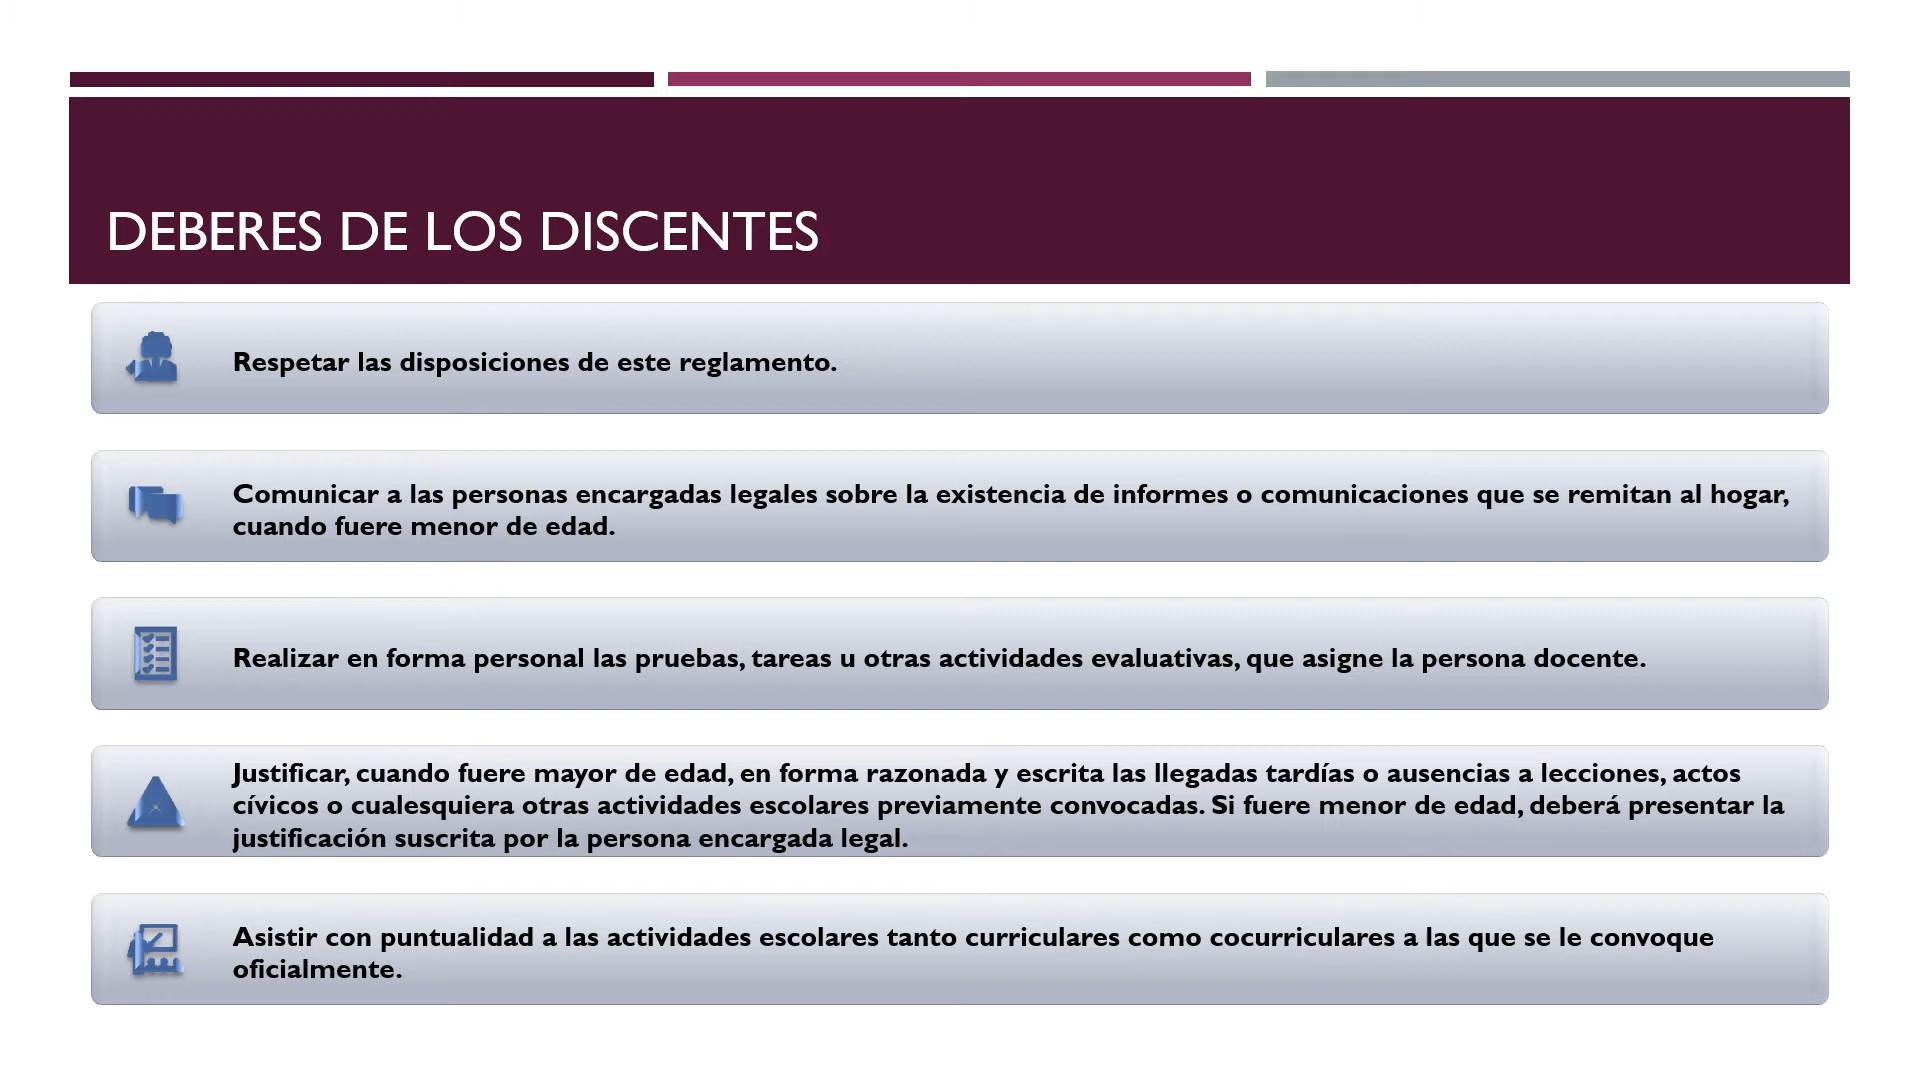 DEBERES DE LOS DISCENTES
Respetar las disposiciones de este reglamento.
Comunicar a las personas encargadas legales sobre la existencia de informes o comunicaciones que se remitan al hogar,
cuando fuere menor de edad.
Realizar en forma personal las pruebas, tareas u otras actividades evaluativas, que asigne la persona docente.
Justificar, cuando fuere mayor de edad, en forma razonada y escrita las llegadas tardías o ausencias a lecciones, actos
cívicos o cualesquiera otras actividades escolares previamente convocadas. Si fuere menor de edad, deberá presentar la
justificación suscrita por la persona encargada legal.
Asistir con puntualidad a las actividades escolares tanto curriculares como cocurriculares a las que se le convoque
oficialmente.